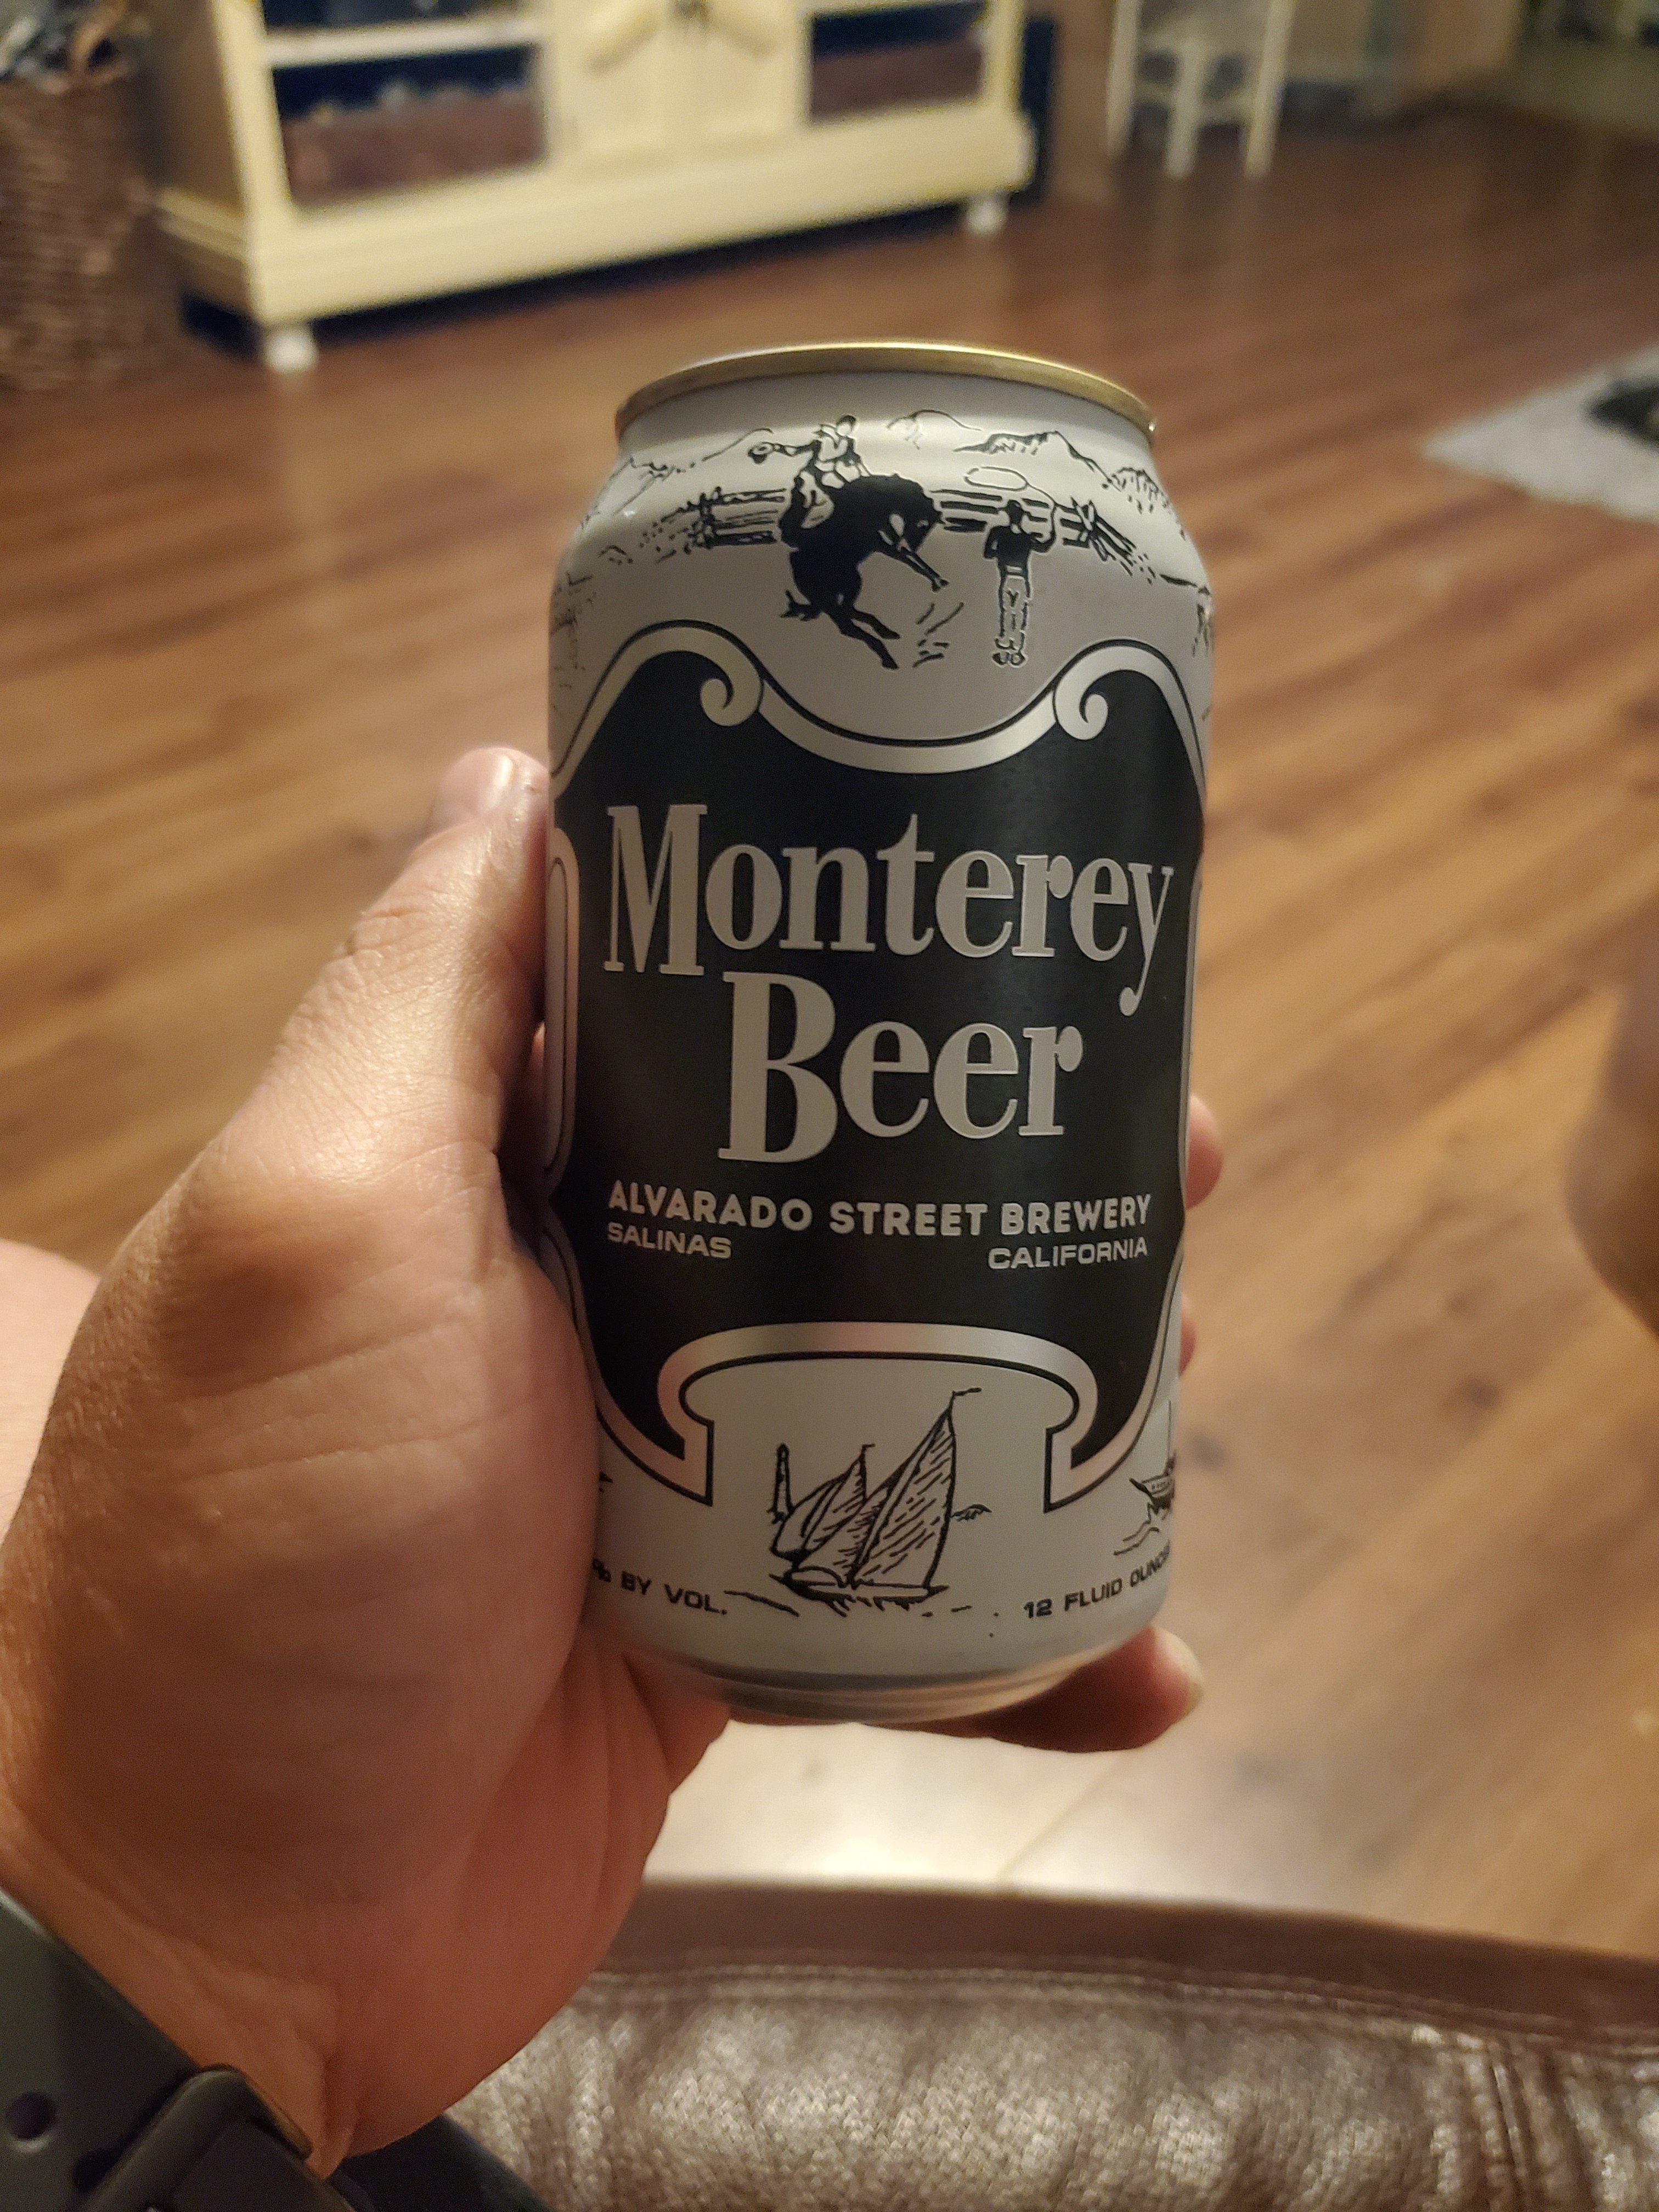 Monterey
Beer
ALVARADO STREET BREWERY
SALINAS CALIFORNIA
% BY VOL.
12 FLUID